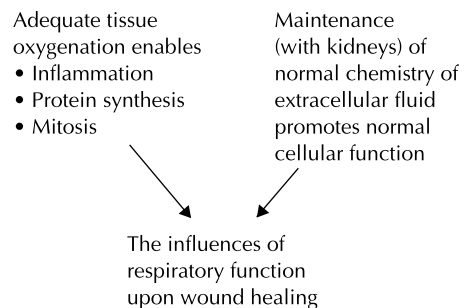 Adequate tissue
oxygenation enables
• Inflammation
• Protein synthesis
• Mitosis
Maintenance
(with kidneys) of
normal chemistry of
extracellular fluid
promotes normal
cellular function
The influences of
respiratory function
upon wound healing